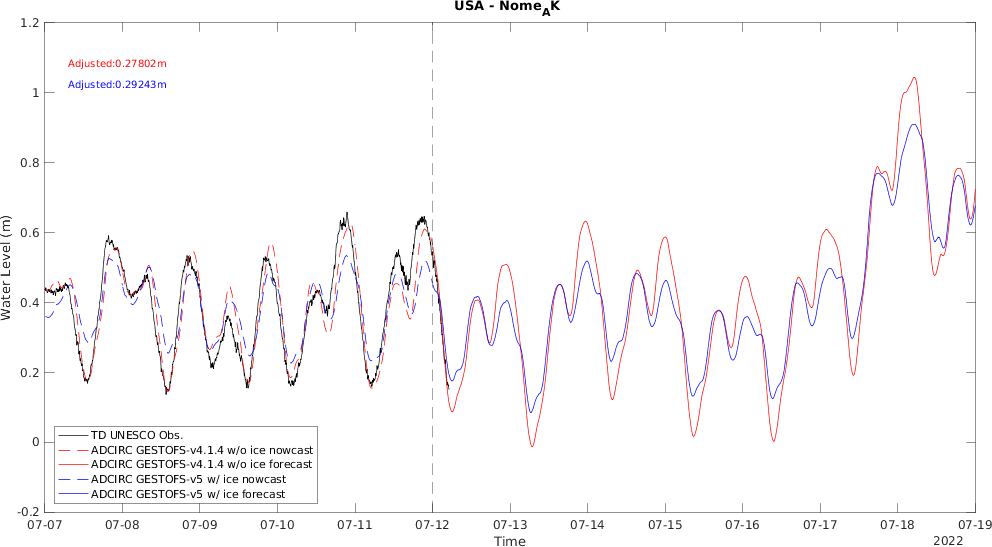 USA - Nome_AK
Adjusted:0.27802m
Adjusted:0.29243m
1.2
1
0.8
0.6
0.4
0.2
0
-0.2
Water Level (m)
TD UNESCO Obs.
ADCIRC GESTOFS-v4.1.4 w/o ice nowcast
ADCIRC GESTOFS-v4.1.4 w/o ice forecast
ADCIRC GESTOFS-v5 w/ ice nowcast
ADCIRC GESTOFS-v5 w/ ice forecast
07-07 07-08 07-09 07-10 07-11 07-12 07-13 07-14 07-15 07-16 07-17 07-18 07-19
Time
2022